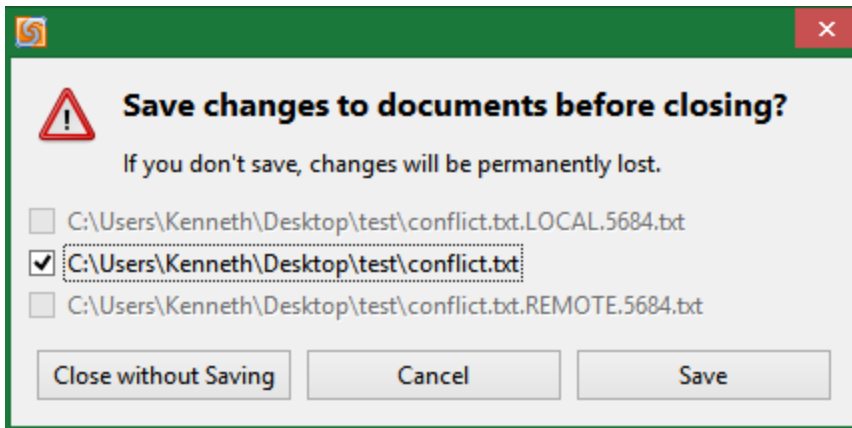 Save changes to documents before closing?
If you don't save, changes will be permanently lost.
C:\Users\Kenneth\Desktop\test\conflict.txt.LOCAL.5684.txt
C:\Users\Kenneth\Desktop\test\conflict.txt
C:\Users\Kenneth\Desktop\test\conflict.txt.REMOTE.5684.txt
Close without Saving Cancel Save